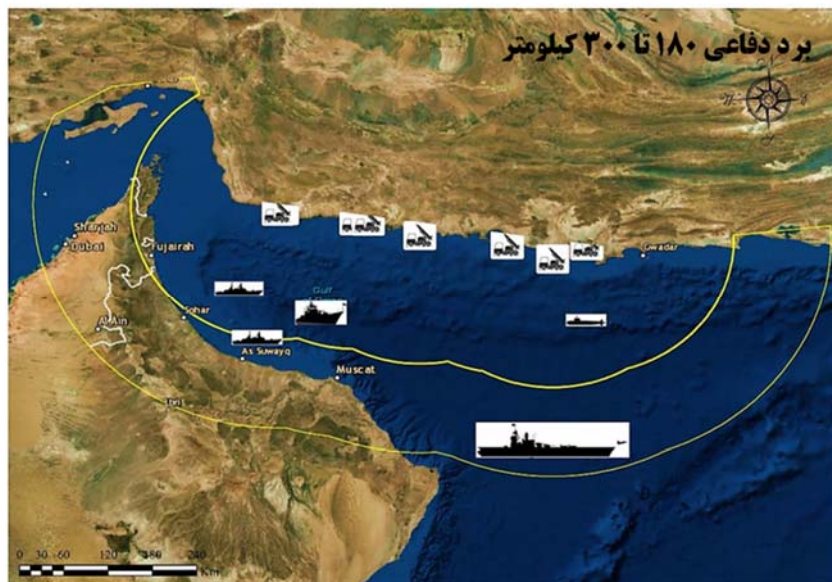 برد دفاعی ۱۸۰ تا ۳۰۰ کیلومتر
N
Sharjah
Dubai
Fujairah
Gwadar
Gulf
Sohar
Al Ain
As Suwayq
Muscat
Ibri
0 30 60 120 180 240
Km